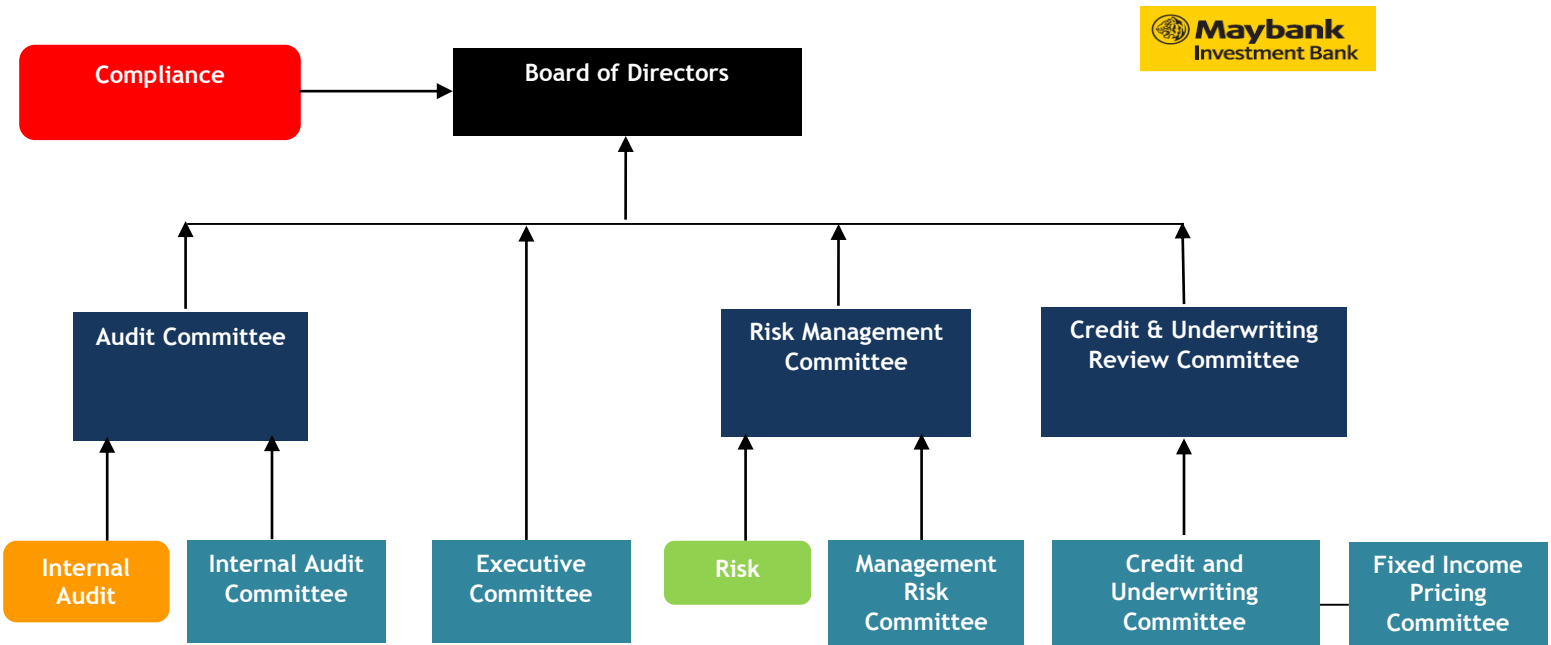 Maybank
Investment Bank
Compliance
Board of Directors
Audit Committee
Risk Management
Committee
Credit & Underwriting
Review Committee
Internal
Audit
Internal Audit
Committee
Executive
Committee
Risk
Management
Risk
Committee
Credit and
Underwriting
Committee
Fixed Income
Pricing
Committee